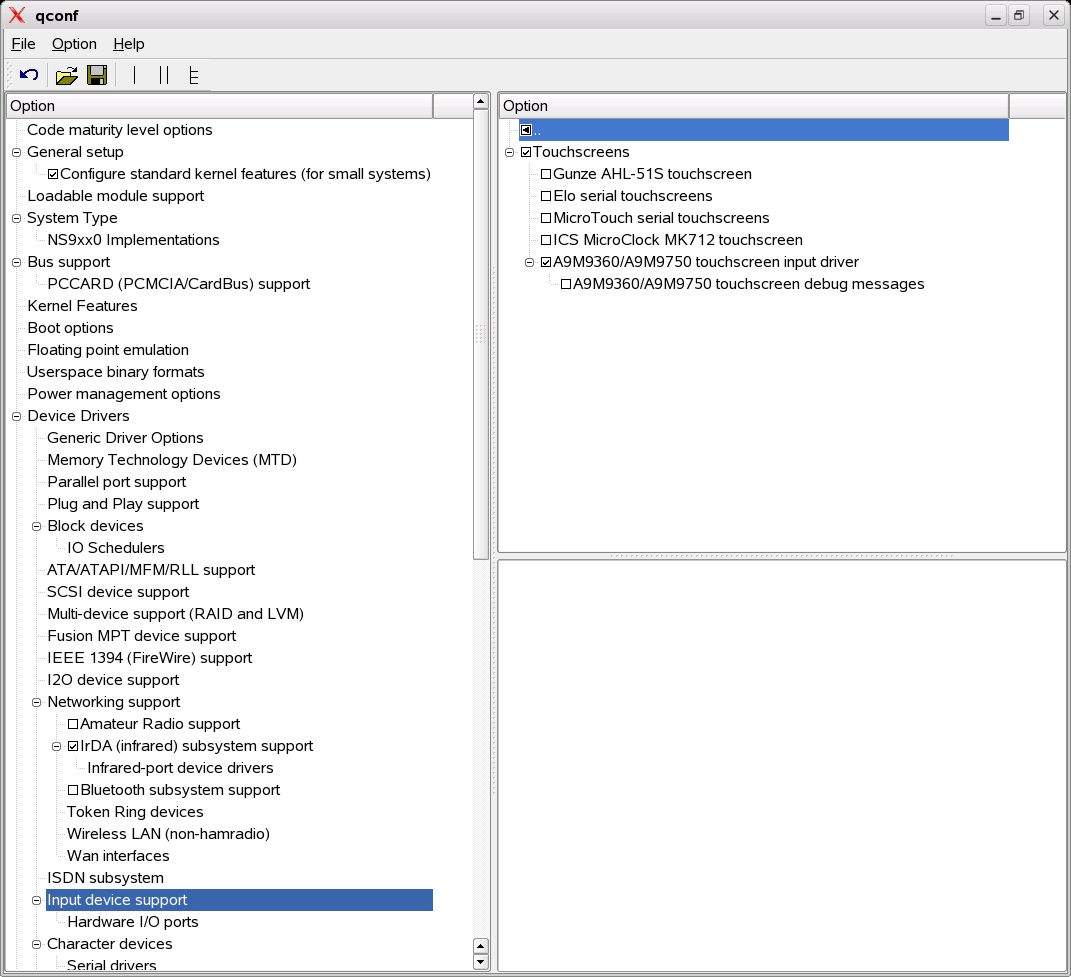 qconf
File Option Help
Option
Code maturity level options
General setup
Configure standard kernel features (for small systems)
Loadable module support
System Type
NS9xx0 Implementations
Bus support
PCCARD (PCMCIA/CardBus) support
Kernel Features
Boot options
Floating point emulation
Userspace binary formats
Power management options
Device Drivers
Generic Driver Options
Memory Technology Devices (MTD)
Parallel port support
Plug and Play support
Block devices
IO Schedulers
ATA/ATAPI/MFM/RLL support
SCSI device support
Multi-device support (RAID and LVM)
Fusion MPT device support
IEEE 1394 (FireWire) support
I2O device support
Networking support
Amateur Radio support
IrDA (infrared) subsystem support
Infrared-port device drivers
Bluetooth subsystem support
Token Ring devices
Wireless LAN (non-hamradio)
Wan interfaces
ISDN subsystem
Input device support
Hardware I/O ports
Character devices
Serial drivers
Option
..
Touchscreens
Gunze AHL-51S touchscreen
Elo serial touchscreens
MicroTouch serial touchscreens
ICS MicroClock MK712 touchscreen
A9M9360/A9M9750 touchscreen input driver
A9M9360/A9M9750 touchscreen debug messages